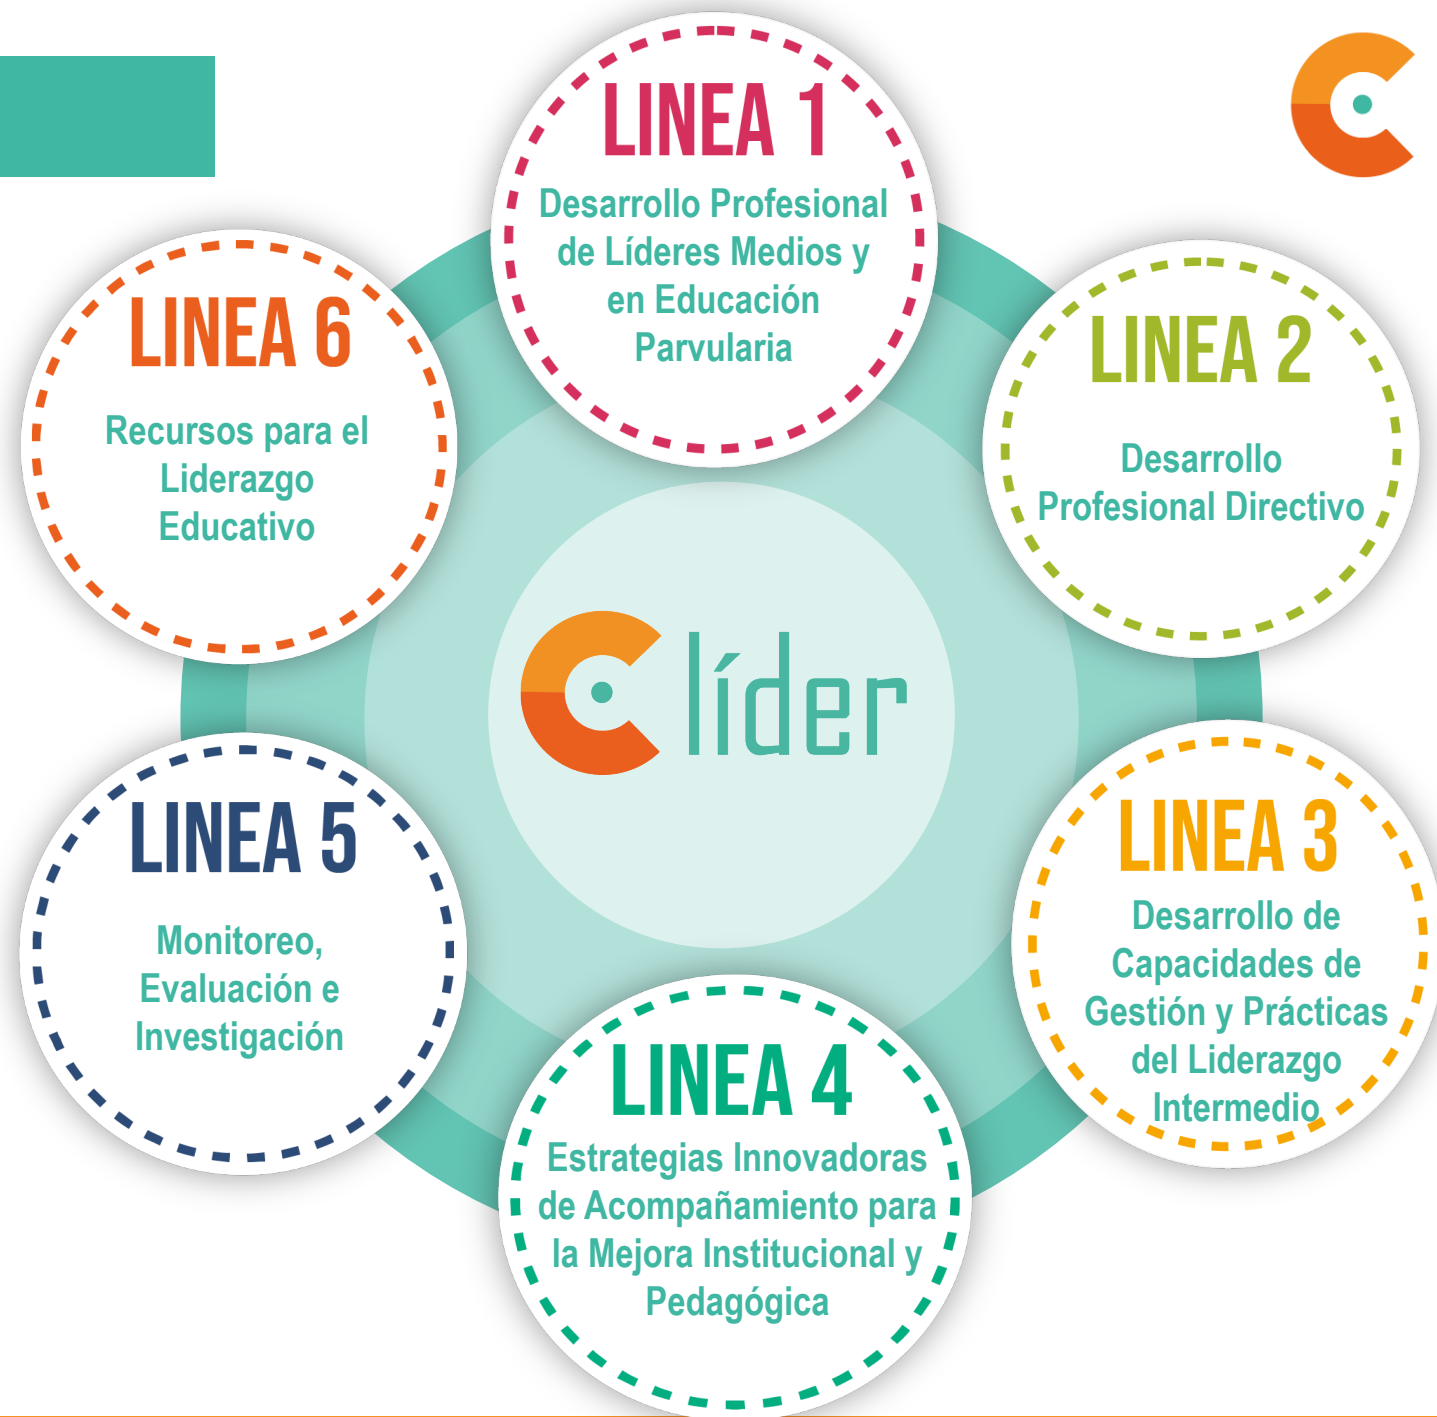 LINEA 1
Desarrollo Profesional
de Líderes Medios y
en Educación
Parvularia
LINEA 2
Desarrollo
Profesional Directivo
LINEA 3
Desarrollo de
Capacidades de
Gestión y Prácticas
del Liderazgo
Intermedio
LINEA 4
Estrategias Innovadoras
de Acompañamiento para
la Mejora Institucional y
Pedagógica
LINEA 5
Monitoreo,
Evaluación e
Investigación
LINEA 6
Recursos para el
Liderazgo
Educativo
C líder